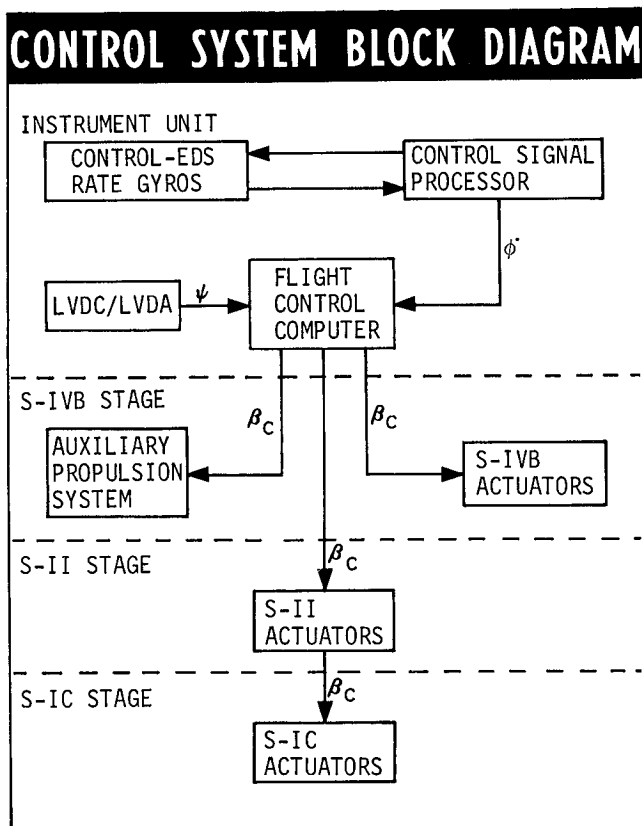 CONTROL SYSTEM BLOCK DIAGRAM
INSTRUMENT UNIT
CONTROL-EDS
RATE GYROS
CONTROL SIGNAL
PROCESSOR
φ̇
LVDC/LVDA
ψ
FLIGHT
CONTROL
COMPUTER
S-IVB STAGE
βC
βC
AUXILIARY
PROPULSION
SYSTEM
S-IVB
ACTUATORS
S-II STAGE
βC
S-II
ACTUATORS
S-IC STAGE
βC
S-IC
ACTUATORS